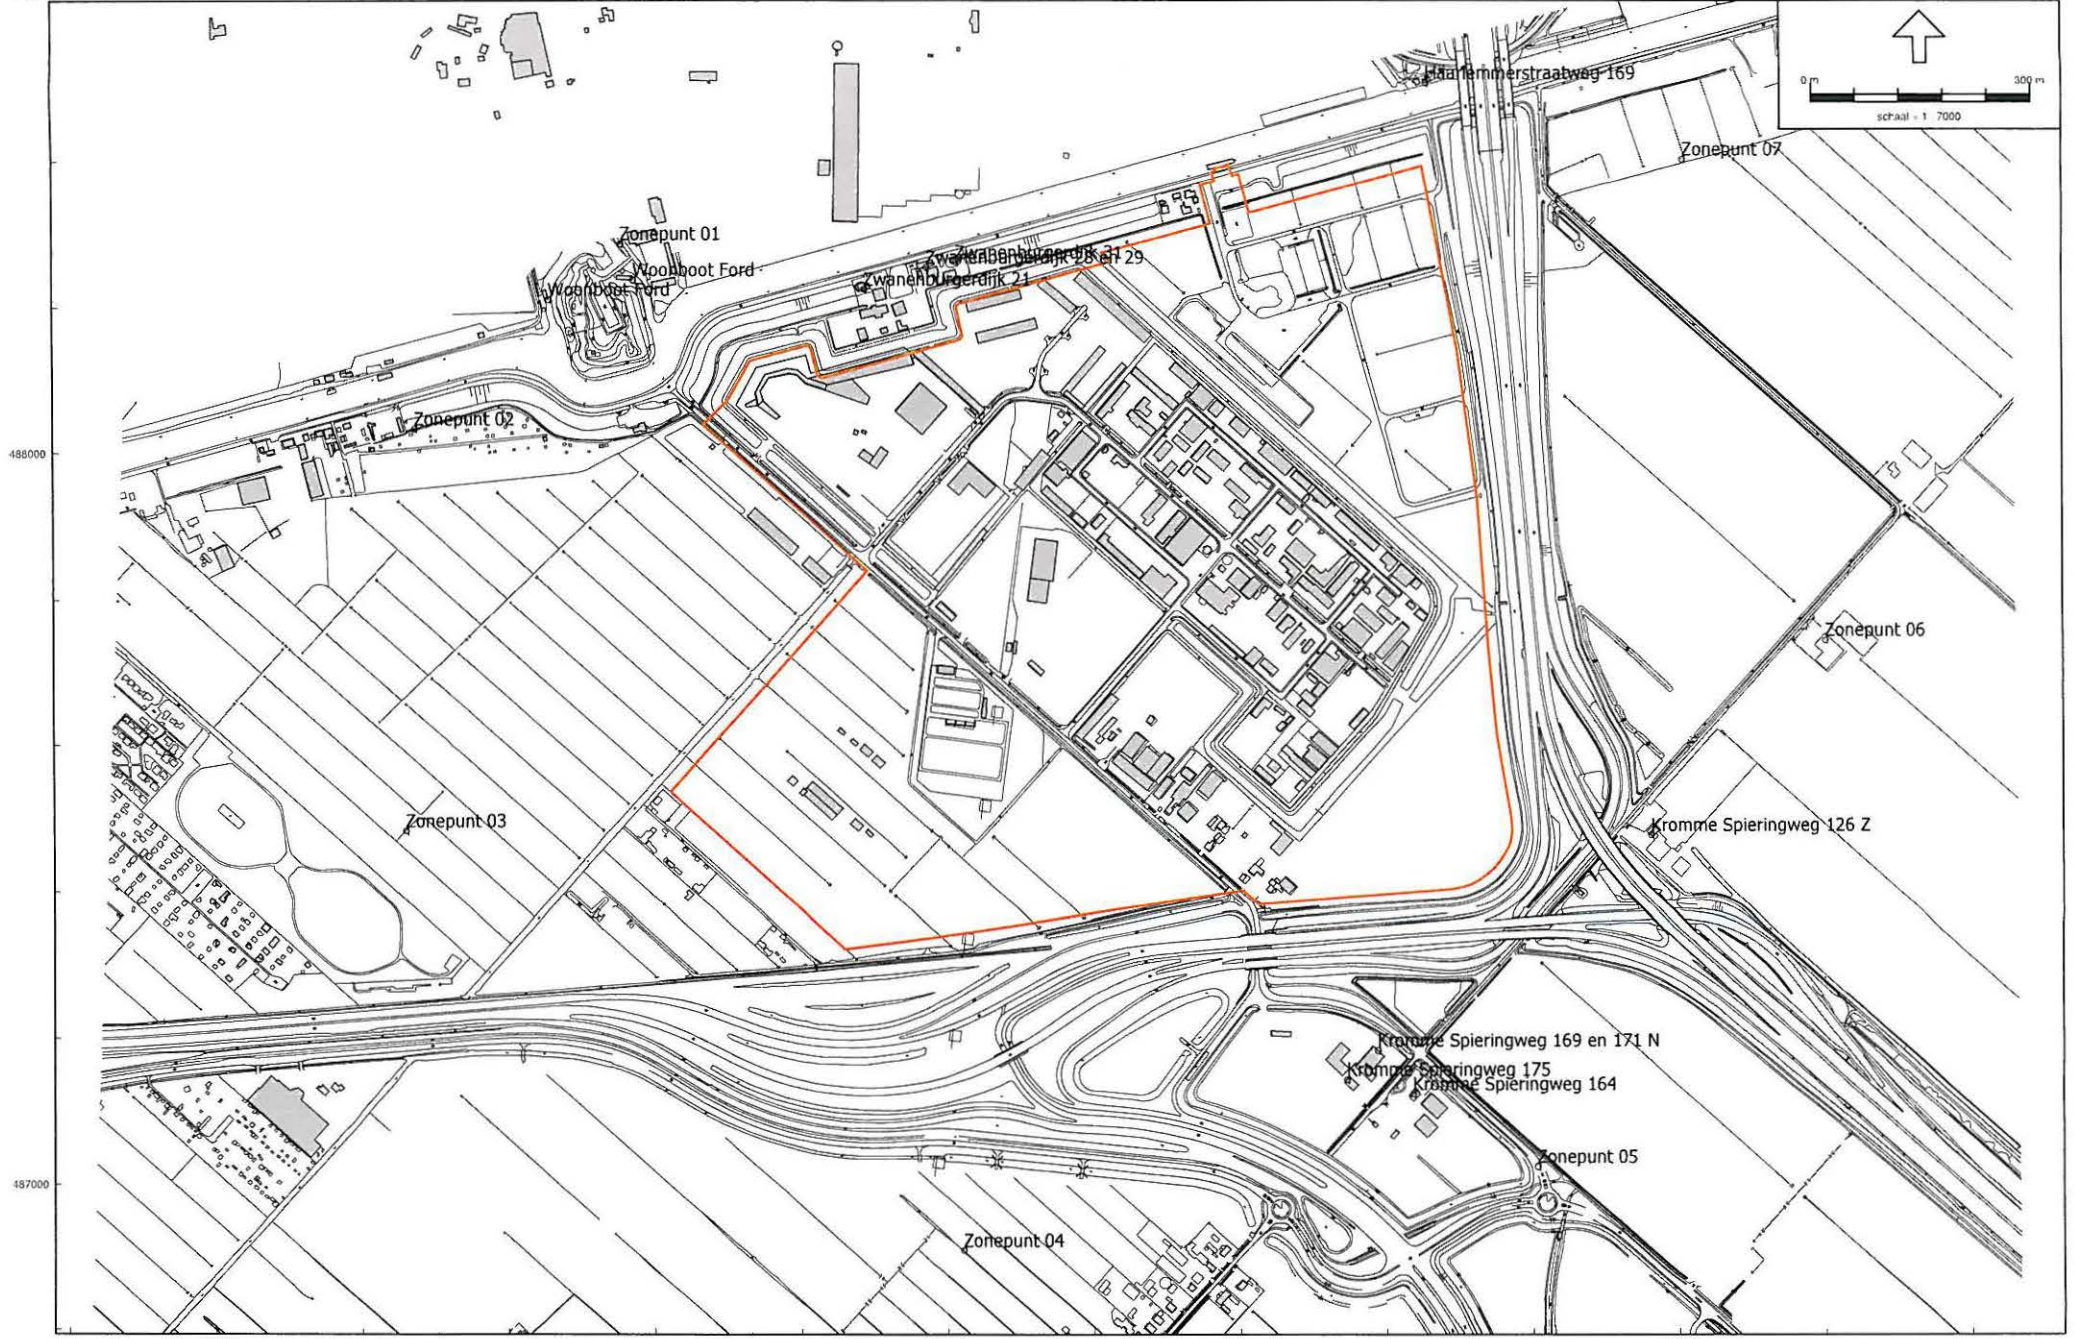 Haarlemmerstraatweg 169
0 m
300 m
schaal = 1 : 7000
Zonepunt 07
Zonepunt 01
Woonboot Ford
Woonboot Ford
Zwanenburgerdijk 31
Zwanenburgerdijk 28 en 29
Zwanenburgerdijk 21
Zonepunt 02
488000
Zonepunt 06
Zonepunt 03
Kromme Spieringweg 126 Z
Kromme Spieringweg 169 en 171 N
Kromme Spieringweg 175
Kromme Spieringweg 164
Zonepunt 05
487000
Zonepunt 04